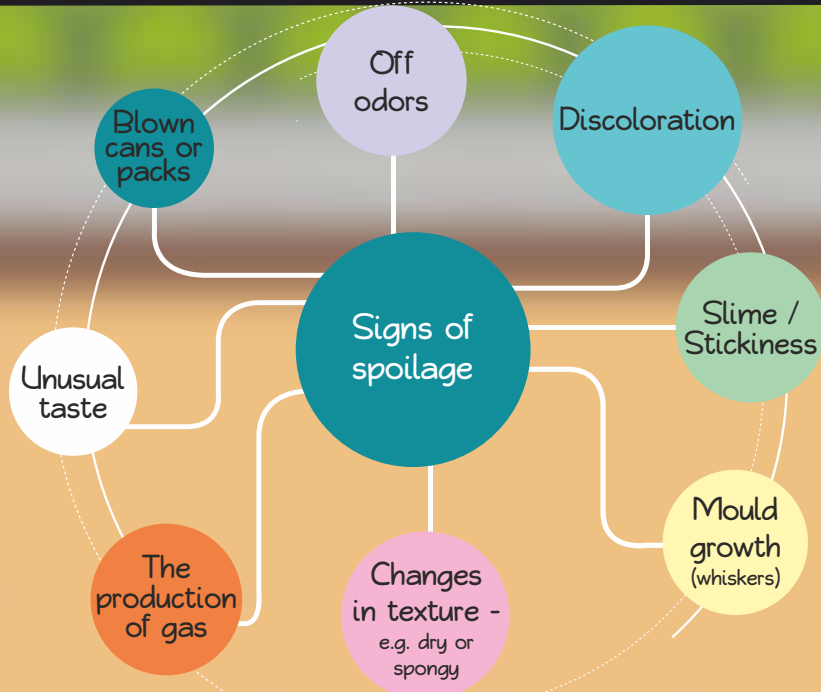 Off
odors
Discoloration
Blown
cans or
packs
Signs of
spoilage
Slime /
Stickiness
Unusual
taste
Mould
growth
(whiskers)
The
production
of gas
Changes
in texture -
e.g. dry or
spongy